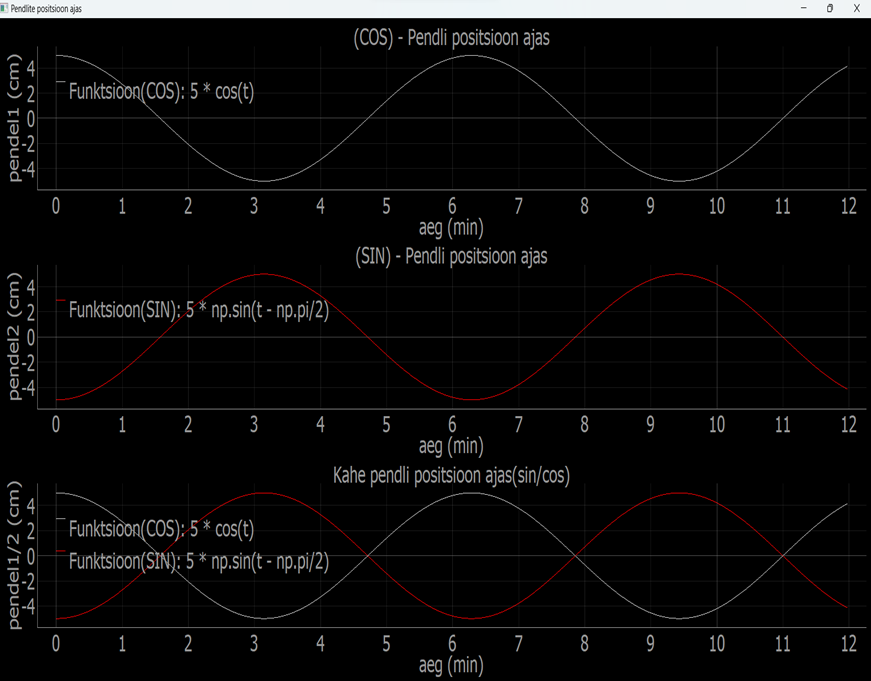 Pendlite positsioon ajas
(COS) - Pendli positsioon ajas
pendel1 (cm)
4
2
0
-2
-4
Funktsioon(COS): 5 * cos(t)
0 1 2 3 4 5 6 7 8 9 10 11 12
aeg (min)
(SIN) - Pendli positsioon ajas
pendel2 (cm)
4
2
0
-2
-4
Funktsioon(SIN): 5 * np.sin(t - np.pi/2)
0 1 2 3 4 5 6 7 8 9 10 11 12
aeg (min)
Kahe pendli positsioon ajas(sin/cos)
pendel1/2 (cm)
4
2
0
-2
-4
Funktsioon(COS): 5 * cos(t)
Funktsioon(SIN): 5 * np.sin(t - np.pi/2)
0 1 2 3 4 5 6 7 8 9 10 11 12
aeg (min)